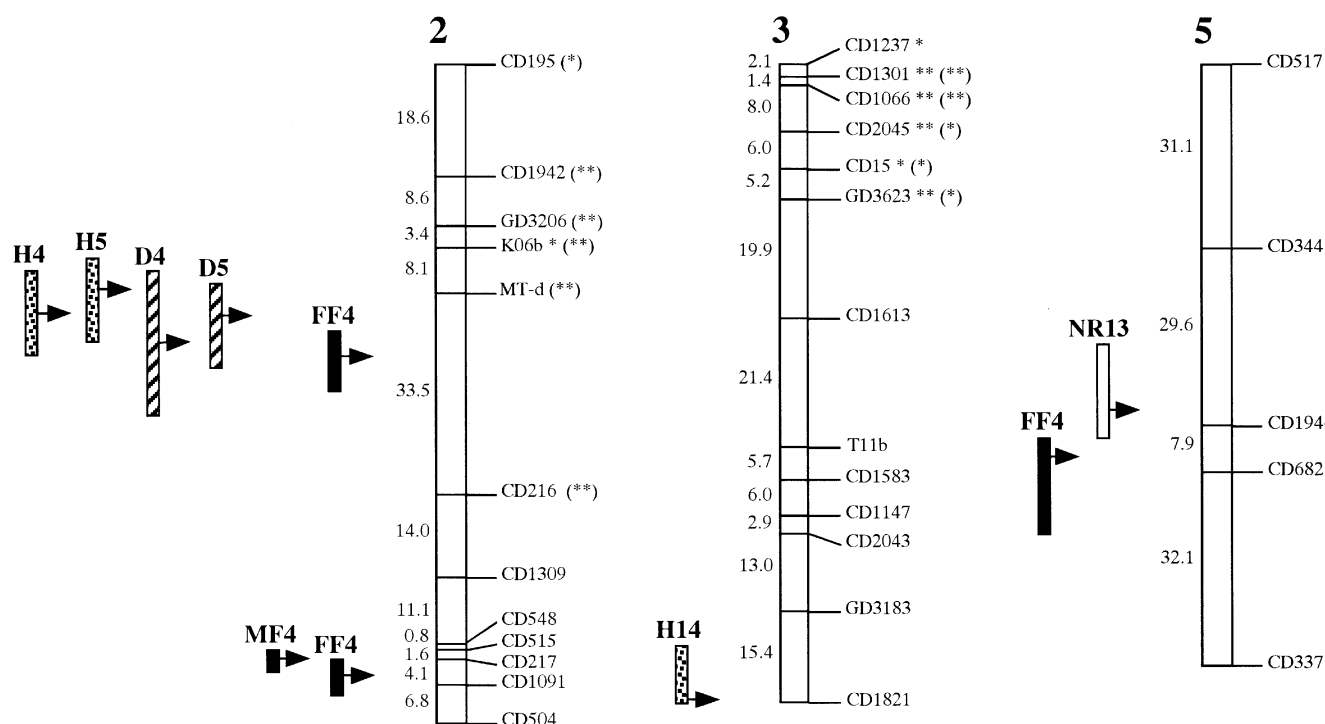 2
CD195 (*)
18.6
CD1942 (**)
8.6
GD3206 (**)
3.4
K06b * (**)
8.1
MT-d (**)
33.5
CD216 (**)
14.0
CD1309
11.1
CD548
0.8
CD515
1.6
CD217
4.1
CD1091
6.8
CD504
H4
H5
D4
D5
FF4
MF4
FF4
3
CD1237 *
2.1
CD1301 ** (**)
1.4
CD1066 ** (**)
8.0
CD2045 ** (*)
6.0
CD15 * (*)
5.2
GD3623 ** (*)
19.9
CD1613
21.4
T11b
5.7
CD1583
6.0
CD1147
2.9
CD2043
13.0
GD3183
15.4
CD1821
H14
5
CD517
31.1
CD344
29.6
CD194
7.9
CD682
32.1
CD337
NR13
FF4